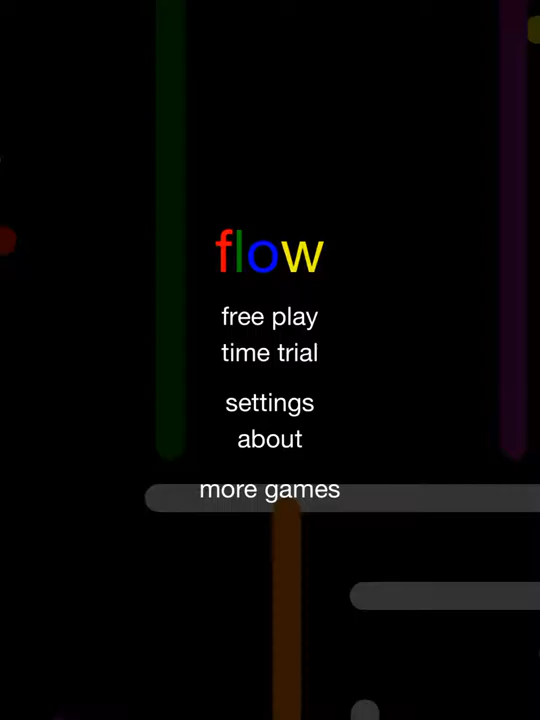 flow
free play
time trial
settings
about
more games